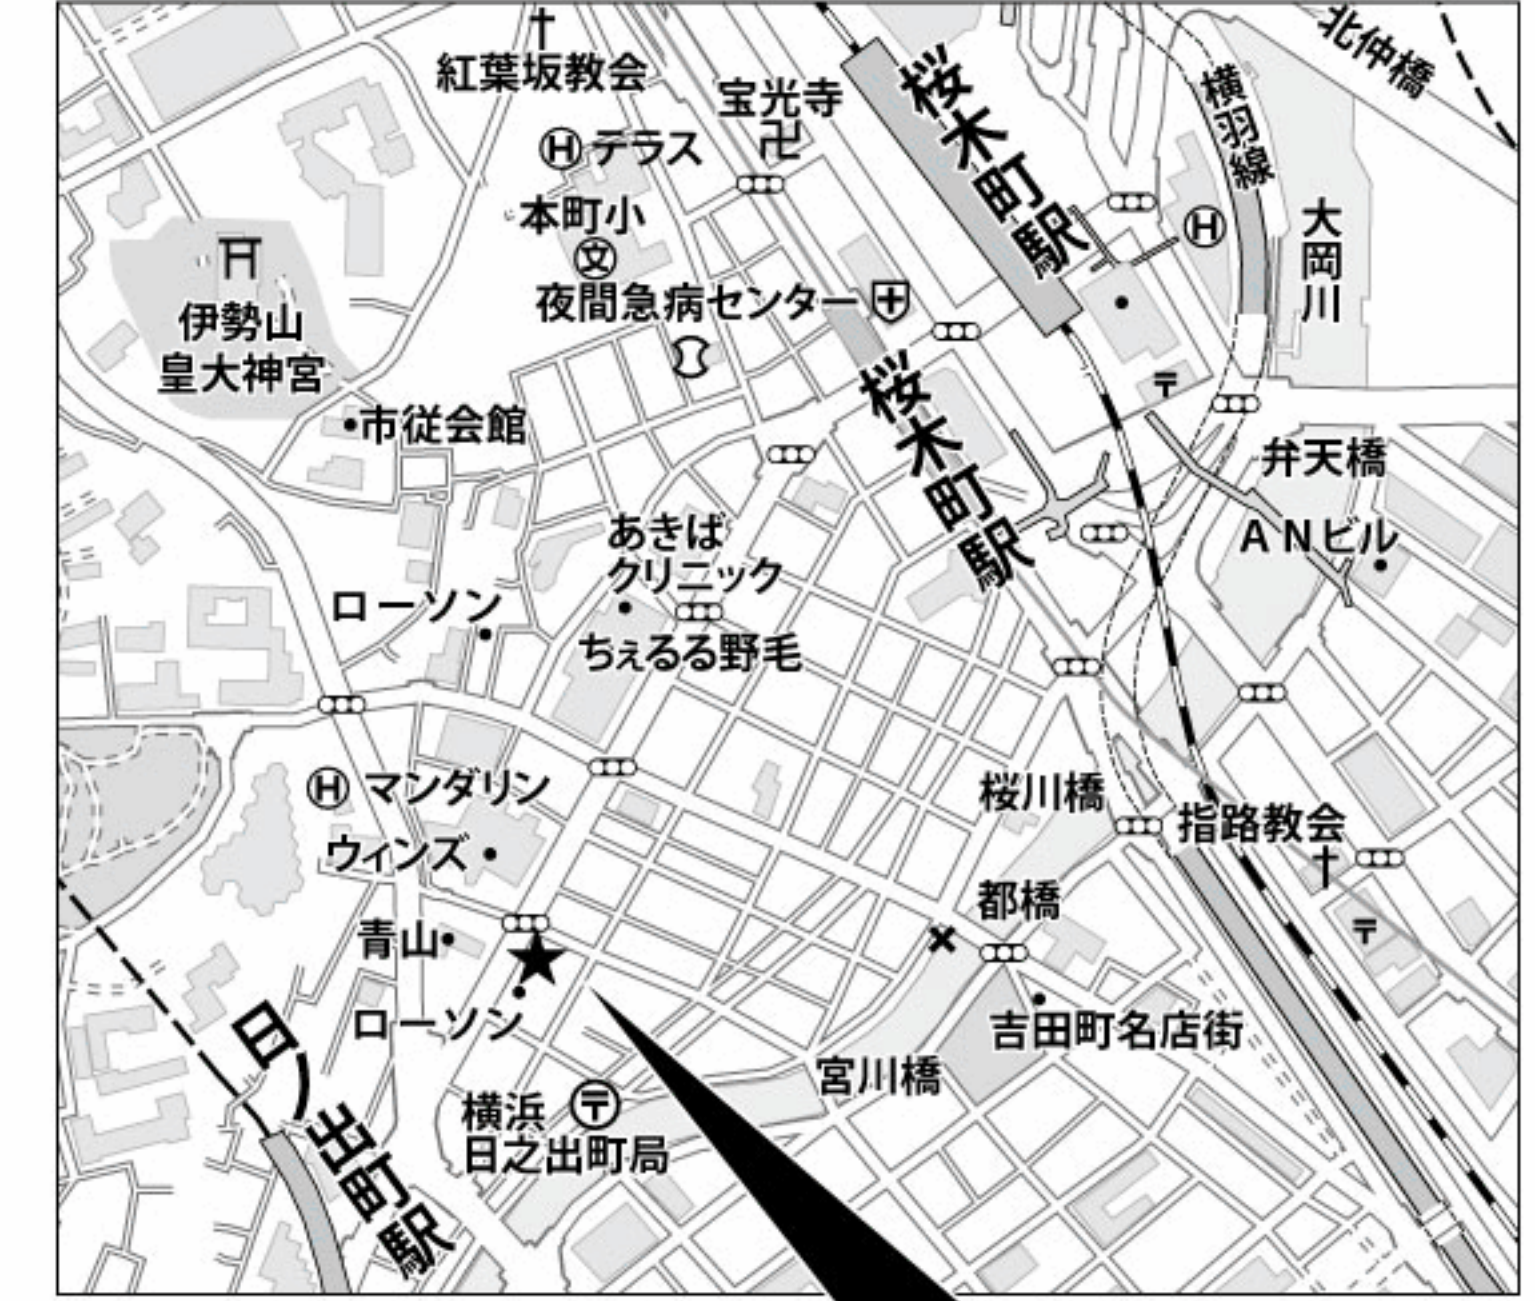 紅葉坂教会
宝光寺
桜木町駅
横羽線
北仲橋
Ⓗテラス
本町小
文
夜間急病センター
Ⓗ
大岡川
伊勢山
皇大神宮
市従会館
桜木町駅
〒
弁天橋
ANビル
あきば
クリニック
ローソン
ちぇるる野毛
Ⓗ マンダリン
桜川橋
指路教会
ウィンズ
都橋
青山
〒
ローソン
吉田町名店街
日ノ出町駅
宮川橋
横浜 〒
日之出町局